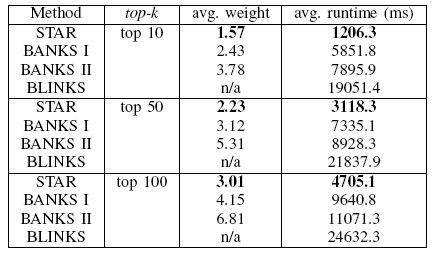 Method top-k avg. weight avg. runtime (ms)
STAR top 10 1.57 1206.3
BANKS I 2.43 5851.8
BANKS II 3.78 7895.9
BLINKS n/a 19051.4
STAR top 50 2.23 3118.3
BANKS I 3.12 7335.1
BANKS II 5.31 8928.3
BLINKS n/a 21837.9
STAR top 100 3.01 4705.1
BANKS I 4.15 9640.8
BANKS II 6.81 11071.3
BLINKS n/a 24632.3